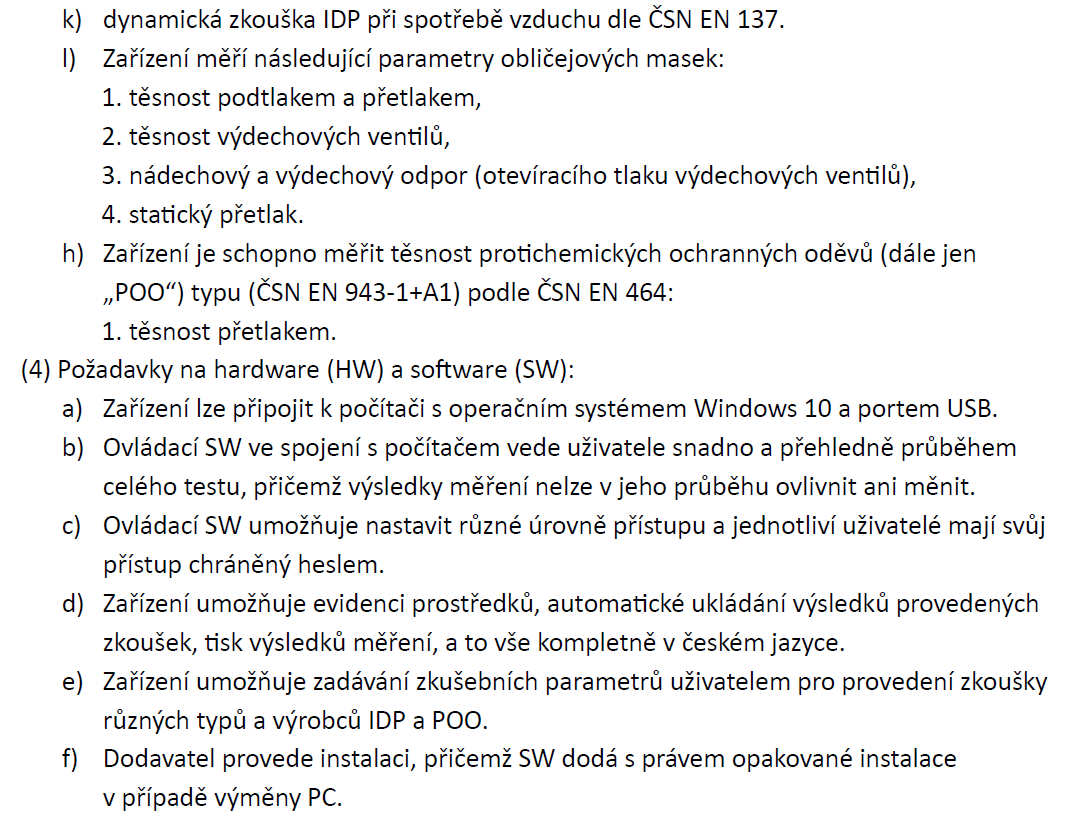 k) dynamická zkouška IDP při spotřebě vzduchu dle ČSN EN 137.
l) Zařízení měří následující parametry obličejových masek:
1. těsnost podtlakem a přetlakem,
2. těsnost výdechových ventilů,
3. nádechový a výdechový odpor (otevíracího tlaku výdechových ventilů),
4. statický přetlak.
h) Zařízení je schopno měřit těsnost protichemických ochranných oděvů (dále jen
„POO“) typu (ČSN EN 943-1+A1) podle ČSN EN 464:
1. těsnost přetlakem.
(4) Požadavky na hardware (HW) a software (SW):
a) Zařízení lze připojit k počítači s operačním systémem Windows 10 a portem USB.
b) Ovládací SW ve spojení s počítačem vede uživatele snadno a přehledně průběhem
celého testu, přičemž výsledky měření nelze v jeho průběhu ovlivnit ani měnit.
c) Ovládací SW umožňuje nastavit různé úrovně přístupu a jednotliví uživatelé mají svůj
přístup chráněný heslem.
d) Zařízení umožňuje evidenci prostředků, automatické ukládání výsledků provedených
zkoušek, tisk výsledků měření, a to vše kompletně v českém jazyce.
e) Zařízení umožňuje zadávání zkušebních parametrů uživatelem pro provedení zkoušky
různých typů a výrobců IDP a POO.
f) Dodavatel provede instalaci, přičemž SW dodá s právem opakované instalace
v případě výměny PC.